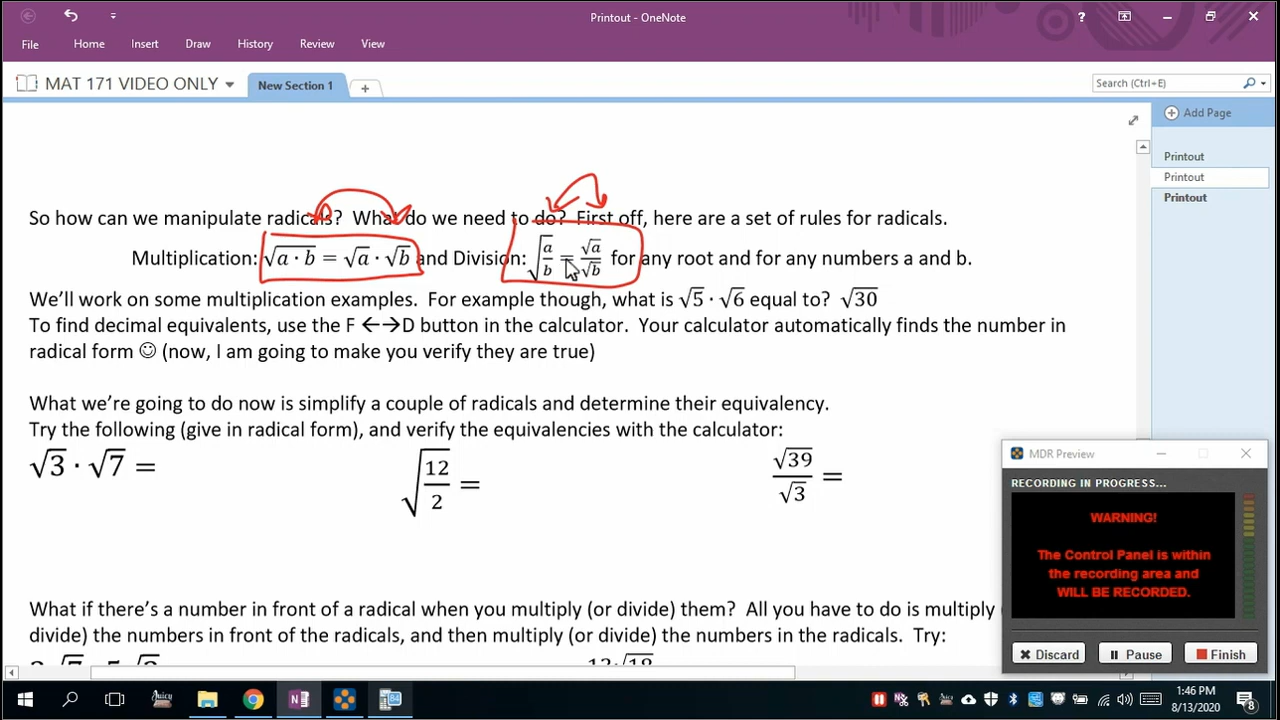 Printout - OneNote
?
File Home Insert Draw History Review View
MAT 171 VIDEO ONLY New Section 1 + Search (Ctrl+E)
Add Page
Printout
Printout
Printout
So how can we manipulate radicals? What do we need to do? First off, here are a set of rules for radicals.
Multiplication: √(a · b) = √a · √b and Division: √(a/b) = √a/√b for any root and for any numbers a and b.
We'll work on some multiplication examples. For example though, what is √5 · √6 equal to? √30
To find decimal equivalents, use the F ←→D button in the calculator. Your calculator automatically finds the number in
radical form ☺ (now, I am going to make you verify they are true)
What we're going to do now is simplify a couple of radicals and determine their equivalency.
Try the following (give in radical form), and verify the equivalencies with the calculator:
√3 · √7 = √(12/2) = √39/√3 =
What if there's a number in front of a radical when you multiply (or divide) them? All you have to do is multiply
divide) the numbers in front of the radicals, and then multiply (or divide) the numbers in the radicals. Try:
MDR Preview
RECORDING IN PROGRESS...
WARNING!
The Control Panel is within
the recording area and
WILL BE RECORDED.
Discard Pause Finish
Juicy
1:46 PM
8/13/2020
8